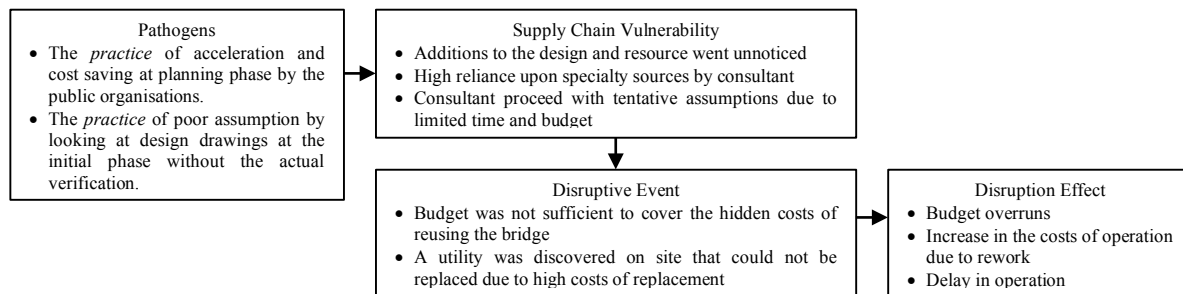 Pathogens
• The practice of acceleration and
cost saving at planning phase by the
public organisations.
• The practice of poor assumption by
looking at design drawings at the
initial phase without the actual
verification.
Supply Chain Vulnerability
• Additions to the design and resource went unnoticed
• High reliance upon specialty sources by consultant
• Consultant proceed with tentative assumptions due to
limited time and budget
Disruptive Event
• Budget was not sufficient to cover the hidden costs of
reusing the bridge
• A utility was discovered on site that could not be
replaced due to high costs of replacement
Disruption Effect
• Budget overruns
• Increase in the costs of operation
due to rework
• Delay in operation